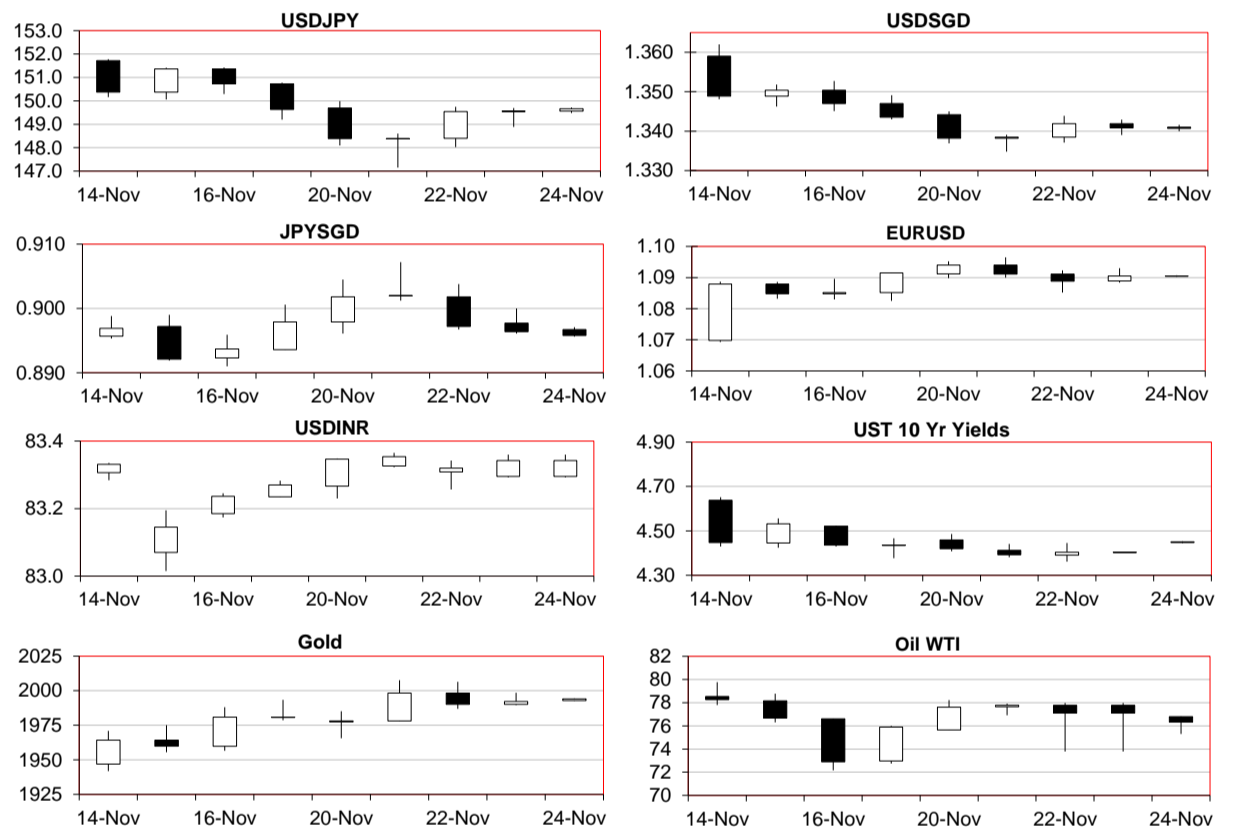 USDJPY
153.0
152.0
151.0
150.0
149.0
148.0
147.0
14-Nov 16-Nov 20-Nov 22-Nov 24-Nov
USDSGD
1.360
1.350
1.340
1.330
14-Nov 16-Nov 20-Nov 22-Nov 24-Nov
JPYSGD
0.910
0.900
0.890
14-Nov 16-Nov 20-Nov 22-Nov 24-Nov
EURUSD
1.10
1.09
1.08
1.07
1.06
14-Nov 16-Nov 20-Nov 22-Nov 24-Nov
USDINR
83.4
83.2
83.0
14-Nov 16-Nov 20-Nov 22-Nov 24-Nov
UST 10 Yr Yields
4.90
4.70
4.50
4.30
14-Nov 16-Nov 20-Nov 22-Nov 24-Nov
Gold
2025
2000
1975
1950
1925
14-Nov 16-Nov 20-Nov 22-Nov 24-Nov
Oil WTI
82
80
78
76
74
72
70
14-Nov 16-Nov 20-Nov 22-Nov 24-Nov